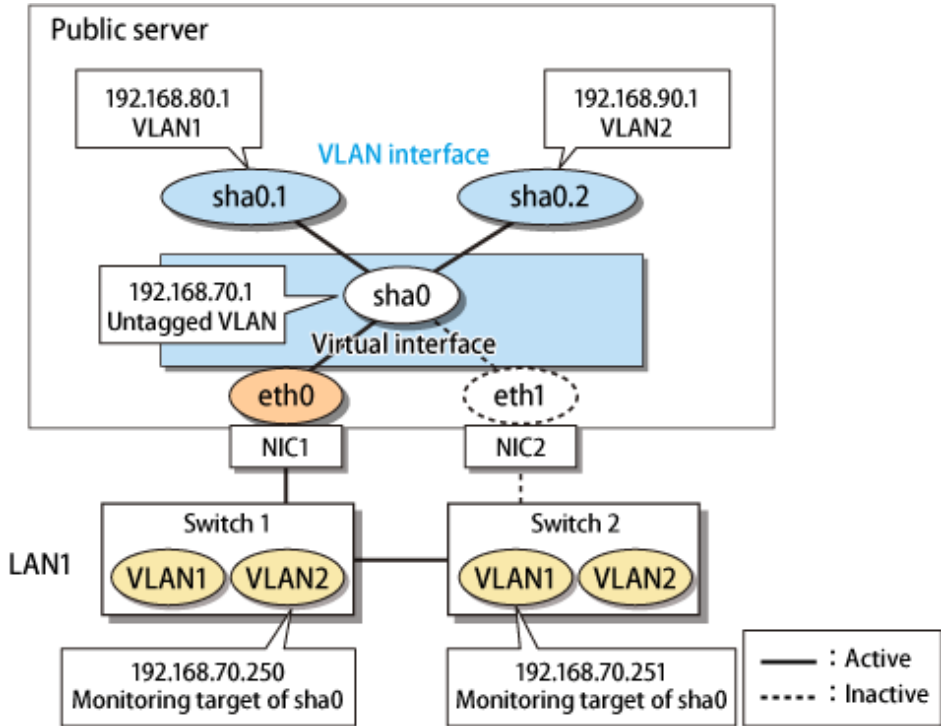 Public server
192.168.80.1
VLAN1
192.168.90.1
VLAN2
VLAN interface
sha0.1
sha0.2
192.168.70.1
Untagged VLAN
sha0
Virtual interface
eth0
eth1
NIC1
NIC2
LAN1
Switch 1
VLAN1
VLAN2
Switch 2
VLAN1
VLAN2
192.168.70.250
Monitoring target of sha0
192.168.70.251
Monitoring target of sha0
: Active
: Inactive